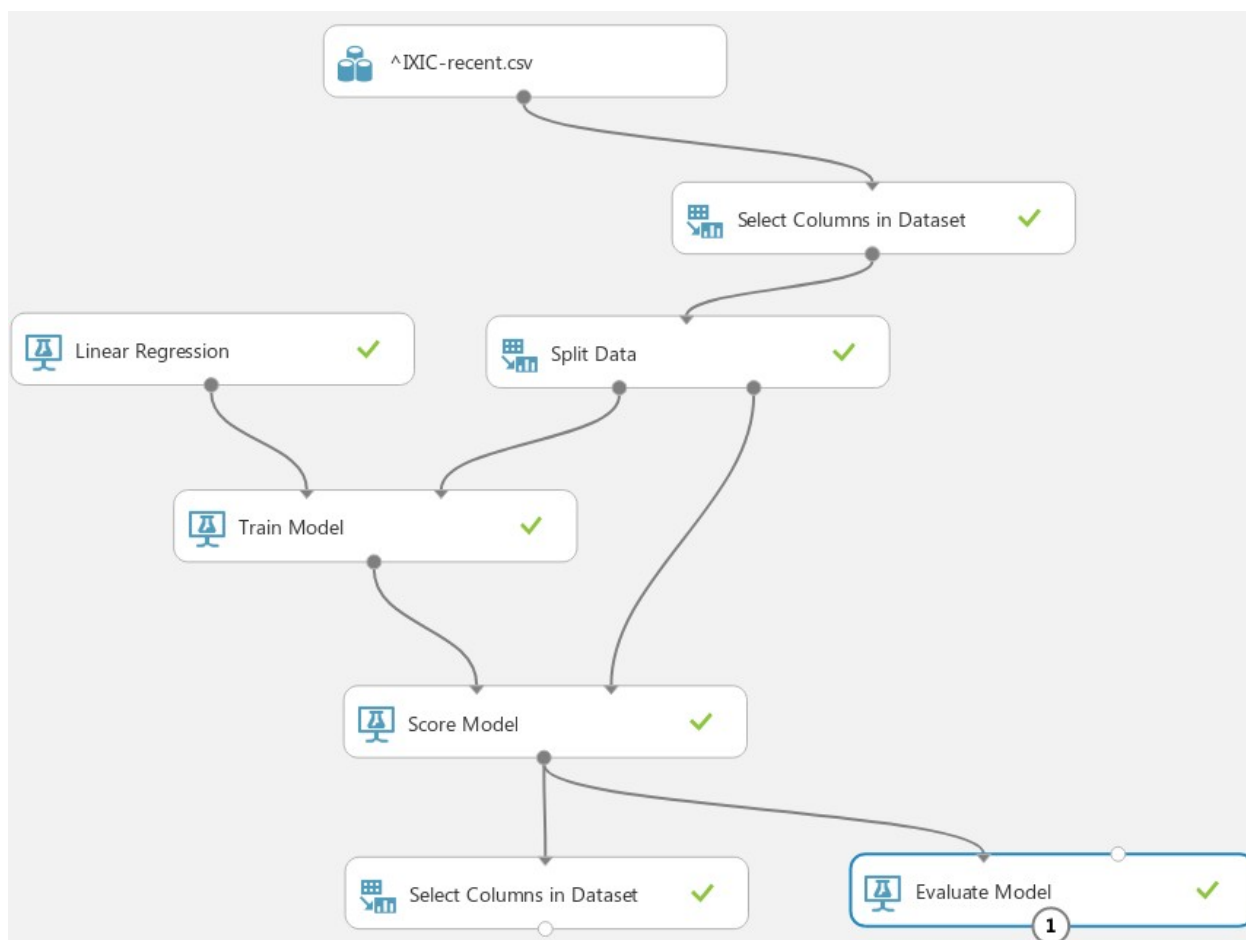 ^IXIC-recent.csv
Select Columns in Dataset
Linear Regression
Split Data
Train Model
Score Model
Select Columns in Dataset
Evaluate Model
1